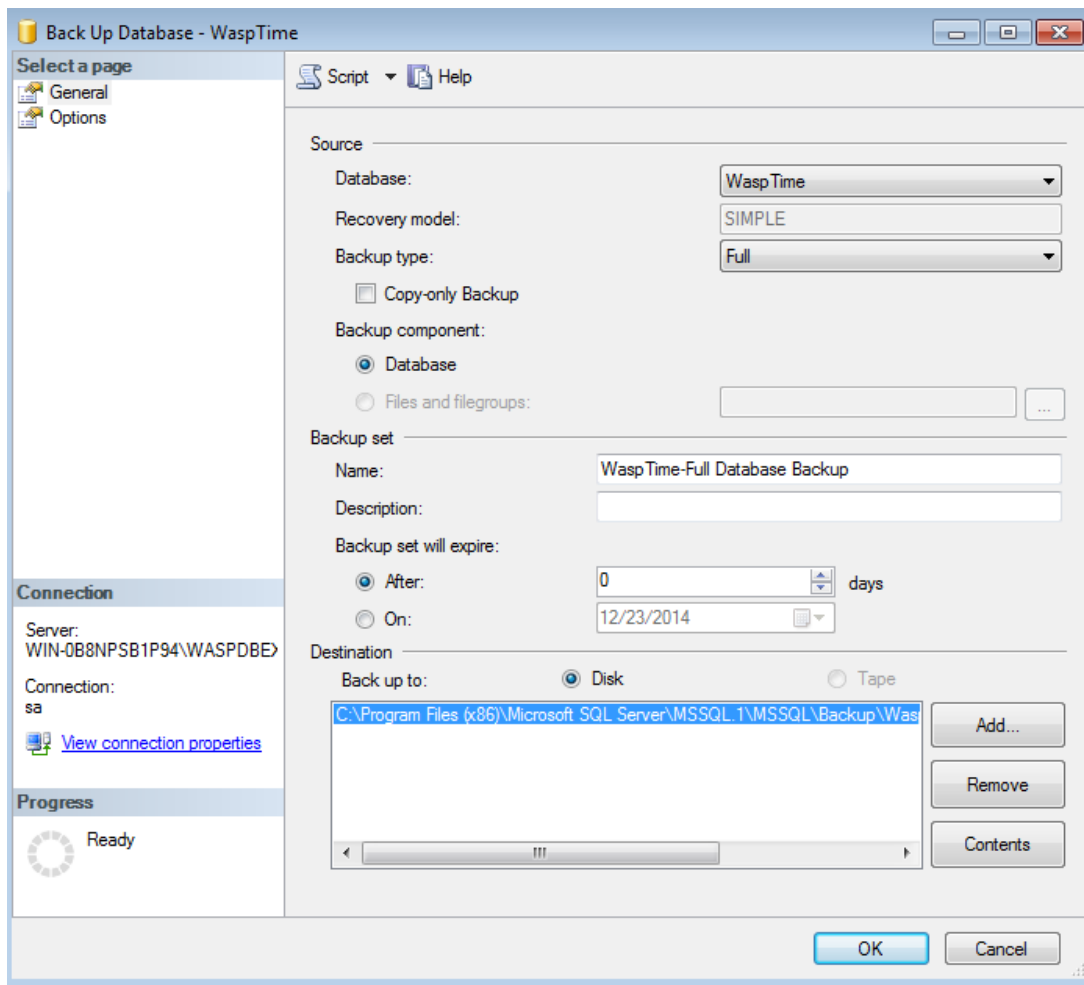 Back Up Database - WaspTime
Select a page
General
Options
Script Help
Source
Database: WaspTime
Recovery model: SIMPLE
Backup type: Full
Copy-only Backup
Backup component:
Database
Files and filegroups: ...
Backup set
Name: WaspTime-Full Database Backup
Description:
Backup set will expire:
After: 0 days
On: 12/23/2014
Destination
Back up to: Disk Tape
C:\Program Files (x86)\Microsoft SQL Server\MSSQL.1\MSSQL\Backup\Was
Add...
Remove
Contents
Connection
Server:
WIN-0B8NPSB1P94\WASPDBEX
Connection:
sa
View connection properties
Progress
Ready
OK Cancel